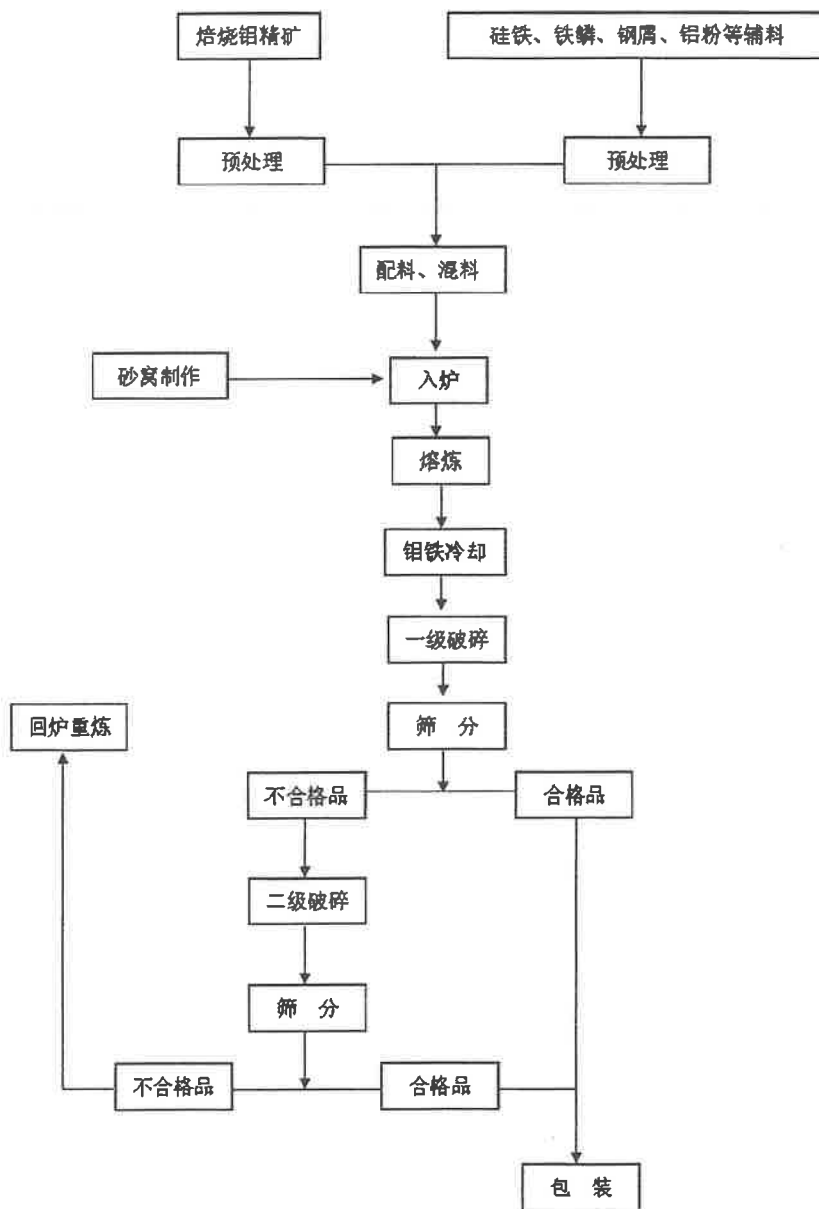 焙烧钼精矿
硅铁、铁鳞、钢屑、铝粉等辅料
预处理
预处理
配料、混料
砂窝制作
入炉
熔炼
钼铁冷却
一级破碎
回炉重炼
筛 分
不合格品
合格品
二级破碎
筛 分
不合格品
合格品
包 装